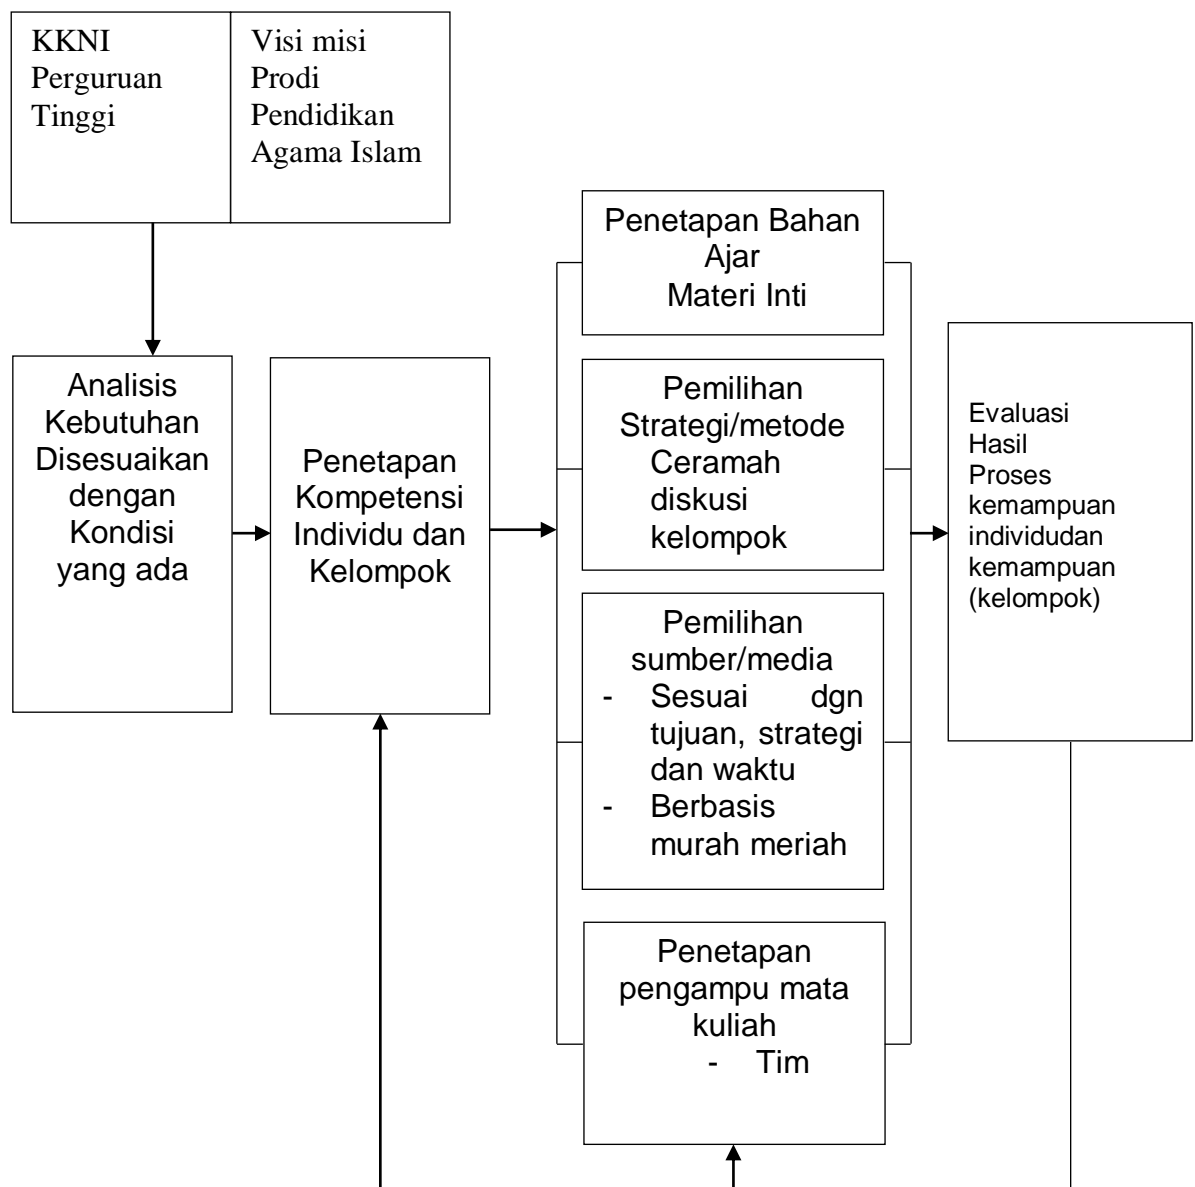 KKNI
Perguruan
Tinggi
Visi misi
Prodi
Pendidikan
Agama Islam
Analisis
Kebutuhan
Disesuaikan
dengan
Kondisi
yang ada
Penetapan
Kompetensi
Individu dan
Kelompok
Penetapan Bahan
Ajar
Materi Inti
Pemilihan
Strategi/metode
Ceramah
diskusi
kelompok
Pemilihan
sumber/media
- Sesuai dgn
tujuan, strategi
dan waktu
- Berbasis
murah meriah
Penetapan
pengampu mata
kuliah
- Tim
Evaluasi
Hasil
Proses
kemampuan
individudan
kemampuan
(kelompok)